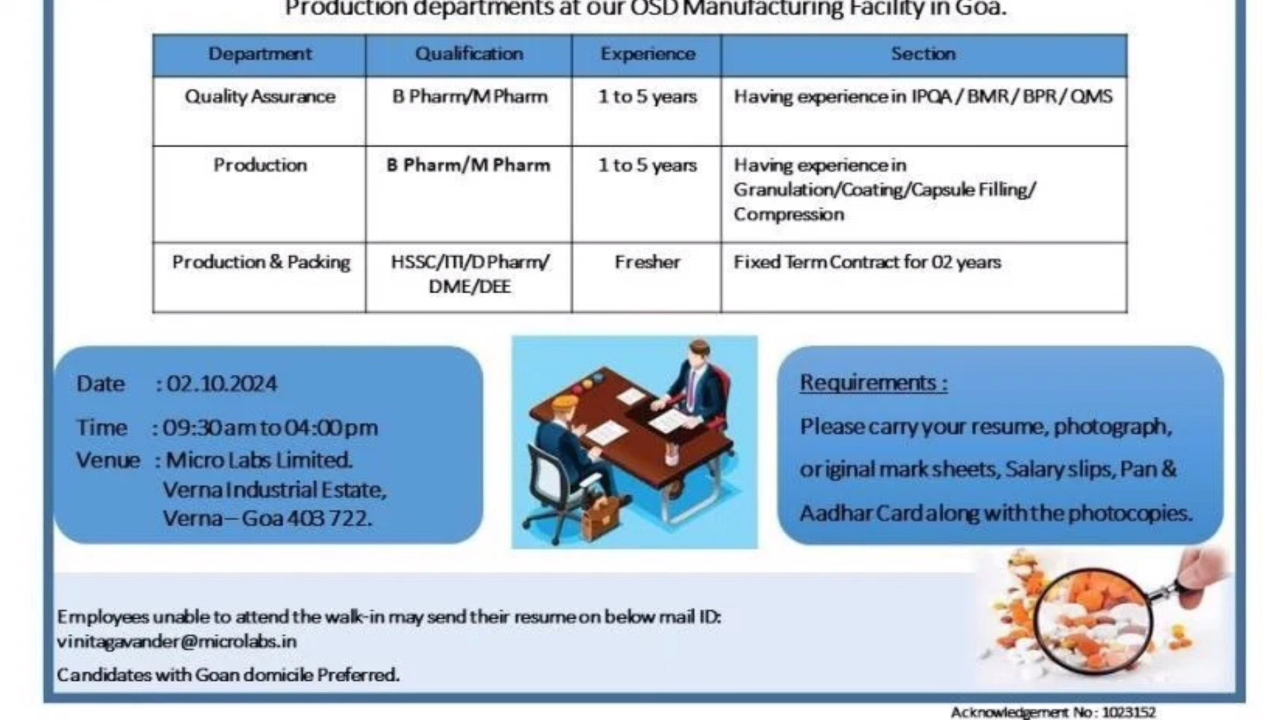 Production departments at our OSD Manufacturing Facility in Goa.
Department Qualification Experience Section
Quality Assurance B Pharm/M Pharm 1 to 5 years Having experience in IPQA / BMR/ BPR/ QMS
Production B Pharm/M Pharm 1 to 5 years Having experience in
Granulation/Coating/Capsule Filling/
Compression
Production & Packing HSSC/ITI/D Pharm/ Fresher Fixed Term Contract for 02 years
DME/DEE
Date : 02.10.2024
Time : 09:30 am to 04:00 pm
Venue : Micro Labs Limited.
Verna Industrial Estate,
Verna – Goa 403 722.
Requirements :
Please carry your resume, photograph,
original mark sheets, Salary slips, Pan &
Aadhar Card along with the photocopies.
Employees unable to attend the walk-in may send their resume on below mail ID:
vinitagavander@microlabs.in
Candidates with Goan domicile Preferred.
Acknowledgement No : 1023152